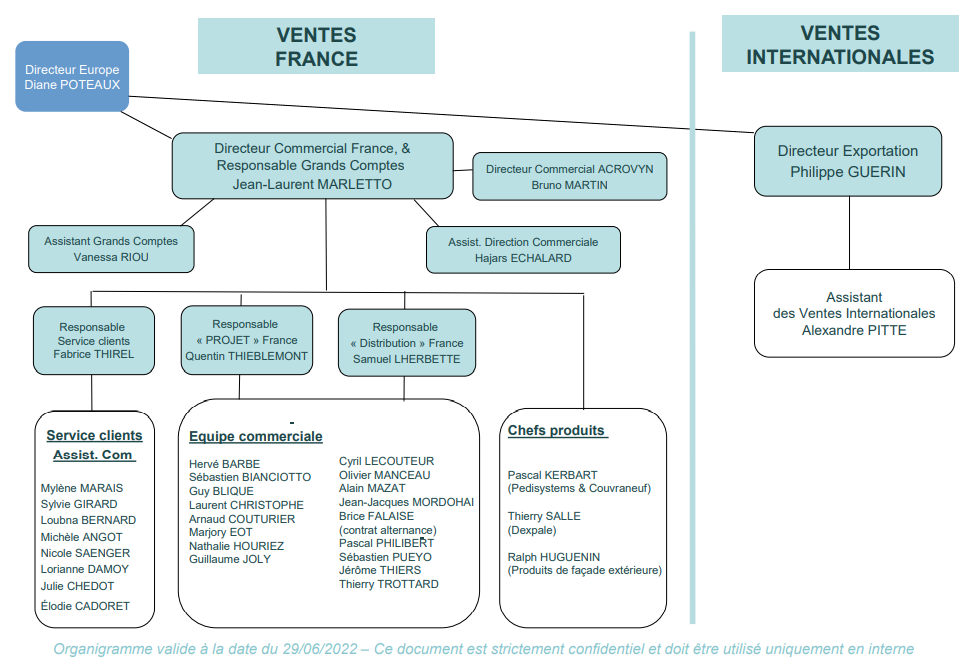 VENTES
FRANCE
VENTES
INTERNATIONALES
Directeur Europe
Diane POTEAUX
Directeur Commercial France, &
Responsable Grands Comptes
Jean-Laurent MARLETTO
Directeur Commercial ACROVYN
Bruno MARTIN
Directeur Exportation
Philippe GUERIN
Assistant Grands Comptes
Vanessa RIOU
Assist. Direction Commerciale
Hajars ECHALARD
Assistant
des Ventes Internationales
Alexandre PITTE
Responsable
Service clients
Fabrice THIREL
Responsable
« PROJET » France
Quentin THIEBLEMONT
Responsable
« Distribution » France
Samuel LHERBETTE
Service clients
Assist. Com
Mylène MARAIS
Sylvie GIRARD
Loubna BERNARD
Michèle ANGOT
Nicole SAENGER
Lorianne DAMOY
Julie CHEDOT
Élodie CADORET
-
Equipe commerciale
Hervé BARBE
Sébastien BIANCIOTTO
Guy BLIQUE
Laurent CHRISTOPHE
Arnaud COUTURIER
Marjory EOT
Nathalie HOURIEZ
Guillaume JOLY
Cyril LECOUTEUR
Olivier MANCEAU
Alain MAZAT
Jean-Jacques MORDOHAI
Brice FALAISE
(contrat alternance)
Pascal PHILIBERT
Sébastien PUEYO
Jérôme THIERS
Thierry TROTTARD
Chefs produits
Pascal KERBART
(Pedisystems & Couvraneuf)
Thierry SALLE
(Dexpale)
Ralph HUGUENIN
(Produits de façade extérieure)
Organigramme valide à la date du 29/06/2022 – Ce document est strictement confidentiel et doit être utilisé uniquement en interne